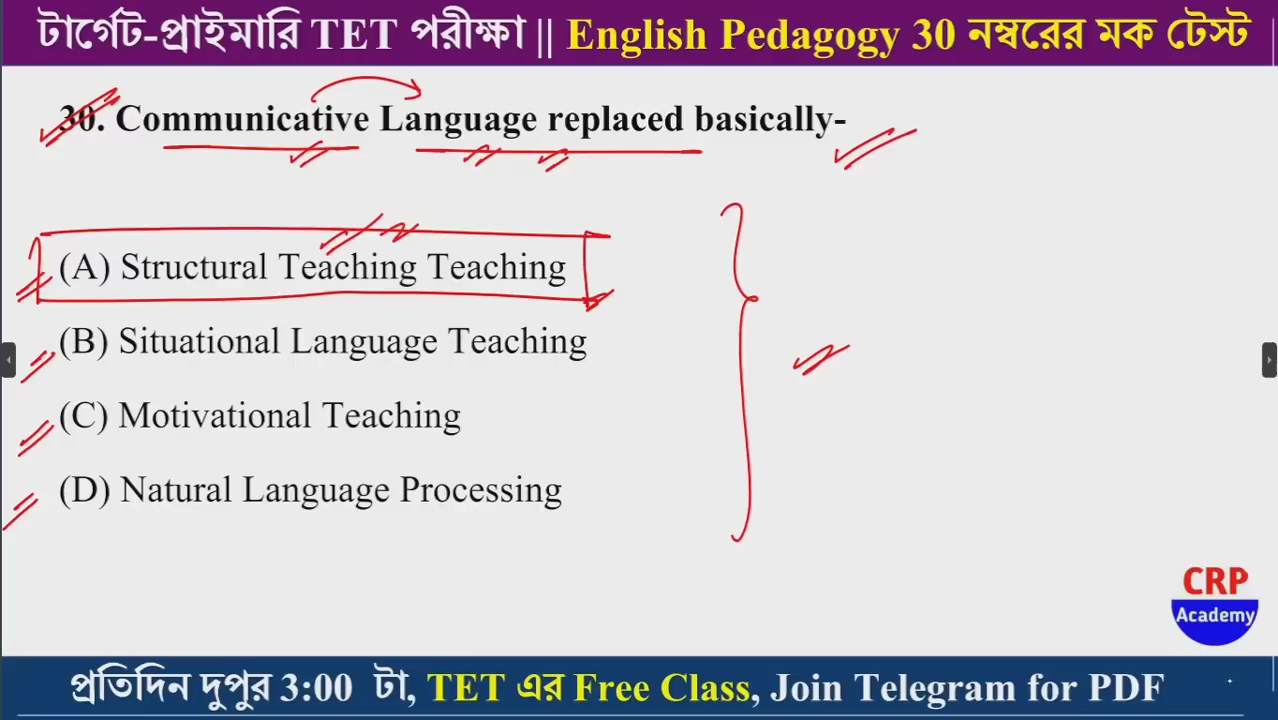 টার্গেট-প্রাইমারি TET পরীক্ষা || English Pedagogy 30 নম্বরের মক টেস্ট
30. Communicative Language replaced basically-
(A) Structural Teaching Teaching
(B) Situational Language Teaching
(C) Motivational Teaching
(D) Natural Language Processing
CRP
Academy
প্রতিদিন দুপুর 3:00 টা, TET এর Free Class, Join Telegram for PDF